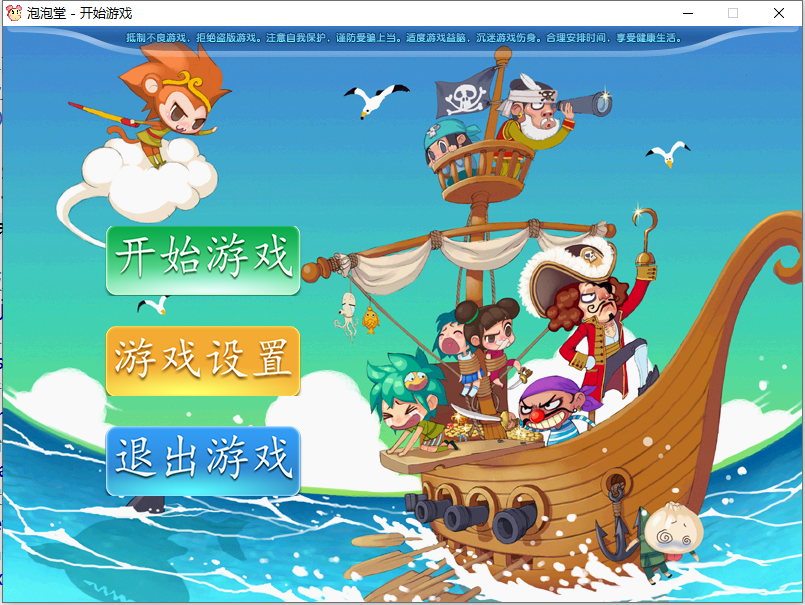 泡泡堂 - 开始游戏
抵制不良游戏，拒绝盗版游戏。注意自我保护，谨防受骗上当。适度游戏益脑，沉迷游戏伤身。合理安排时间，享受健康生活。
开始游戏
游戏设置
退出游戏